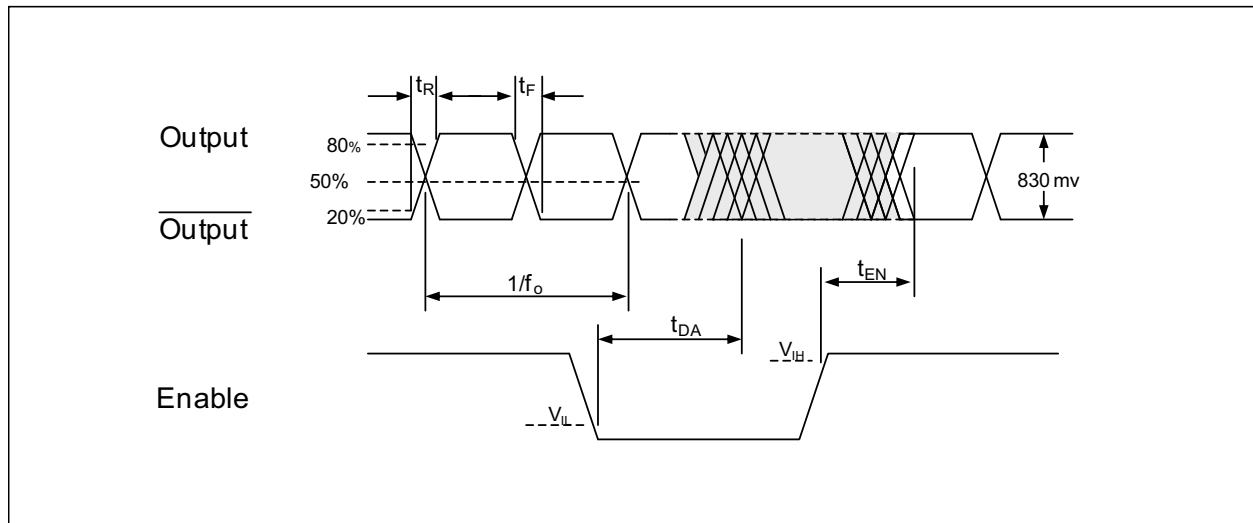 tR
tF
Output
80%
50%
830 mv
20%
Output
tEN
1/fo
tDA
VIH
Enable
VIL